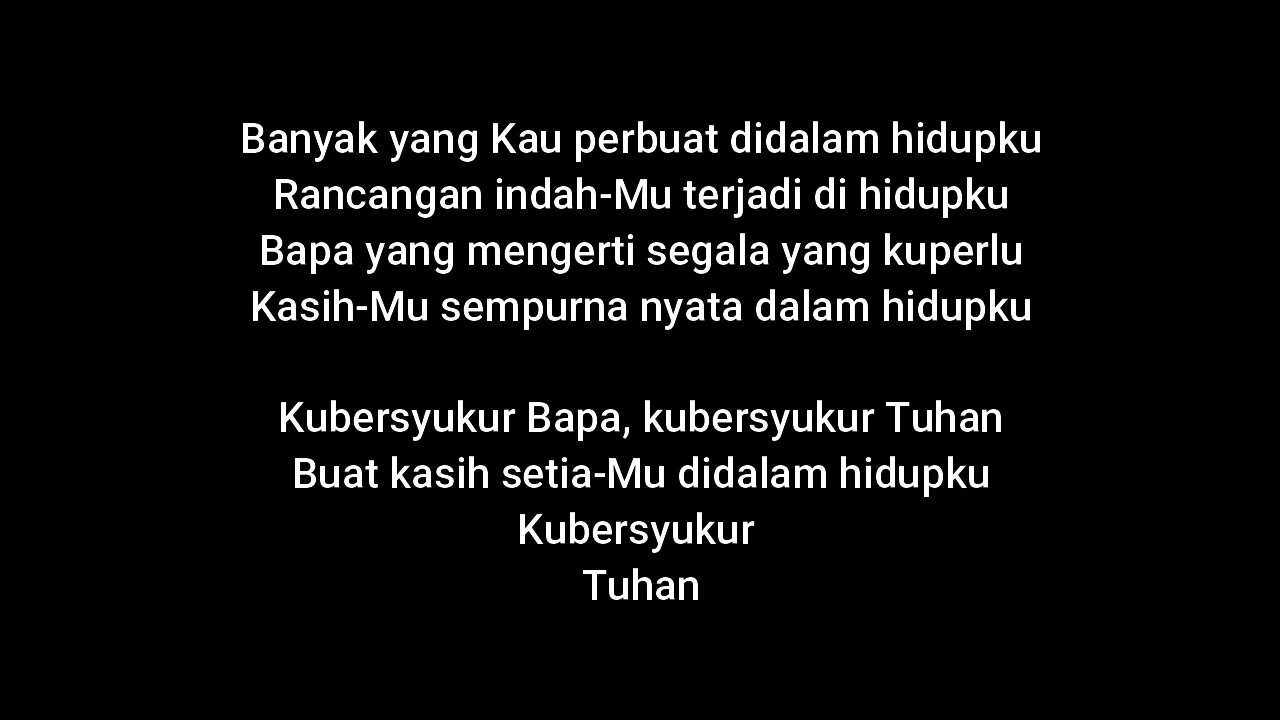 Banyak yang Kau perbuat didalam hidupku
Rancangan indah-Mu terjadi di hidupku
Bapa yang mengerti segala yang kuperlu
Kasih-Mu sempurna nyata dalam hidupku
Kubersyukur Bapa, kubersyukur Tuhan
Buat kasih setia-Mu didalam hidupku
Kubersyukur
Tuhan